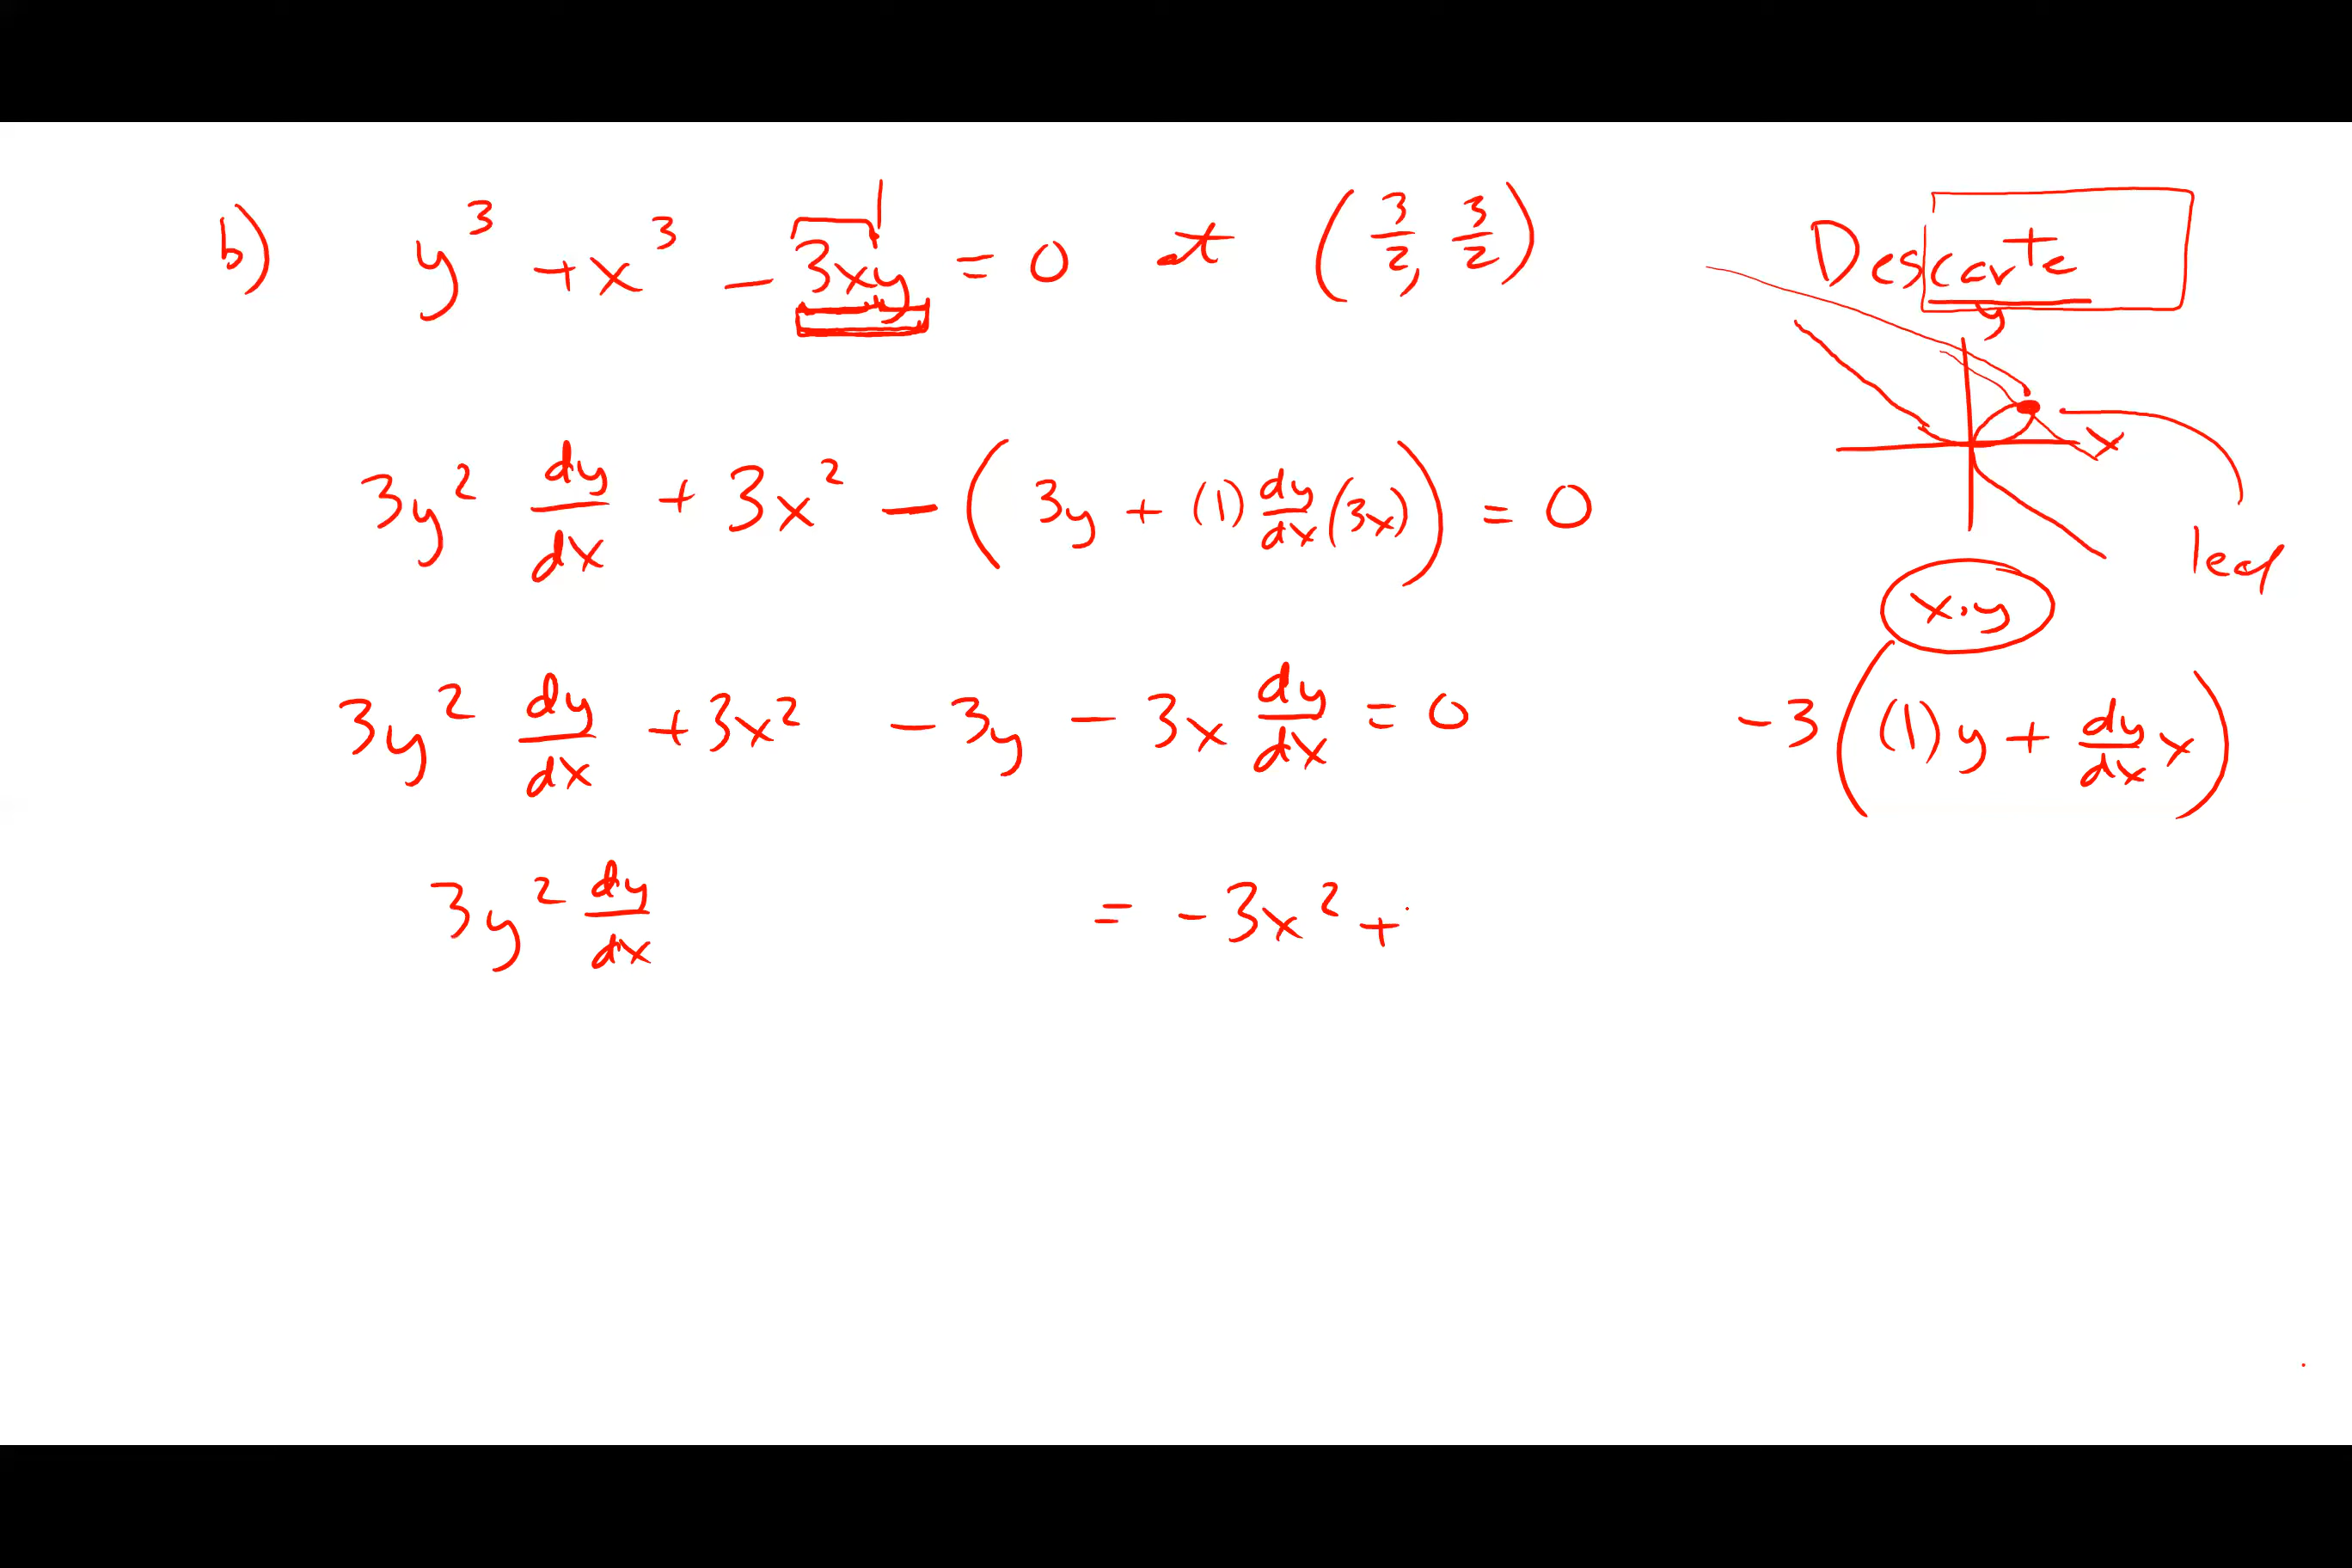 b) y³ + x³ - 3xy = 0 at (3/2, 3/2)
Descarte
y
x
leaf
3y² dy/dx + 3x² - (3y + (1) dy/dx (3x)) = 0
x·y
3y² dy/dx + 3x² - 3y - 3x dy/dx = 0
-3 ((1)y + dy/dx x)
3y² dy/dx = -3x² +